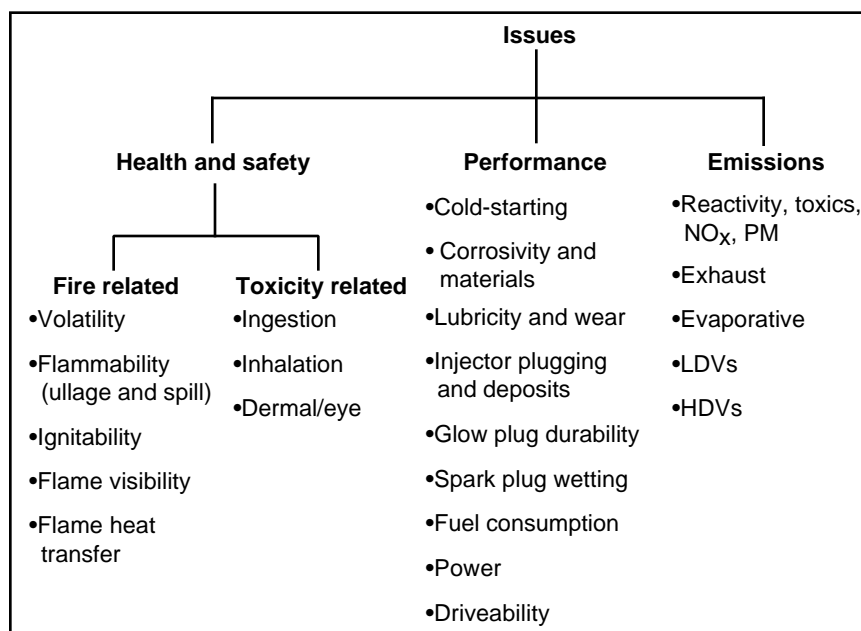 Issues
Health and safety
Performance
Emissions
Fire related
•Volatility
•Flammability
(ullage and spill)
•Ignitability
•Flame visibility
•Flame heat
transfer
Toxicity related
•Ingestion
•Inhalation
•Dermal/eye
•Cold-starting
• Corrosivity and
materials
•Lubricity and wear
•Injector plugging
and deposits
•Glow plug durability
•Spark plug wetting
•Fuel consumption
•Power
•Driveability
•Reactivity, toxics,
NOX, PM
•Exhaust
•Evaporative
•LDVs
•HDVs